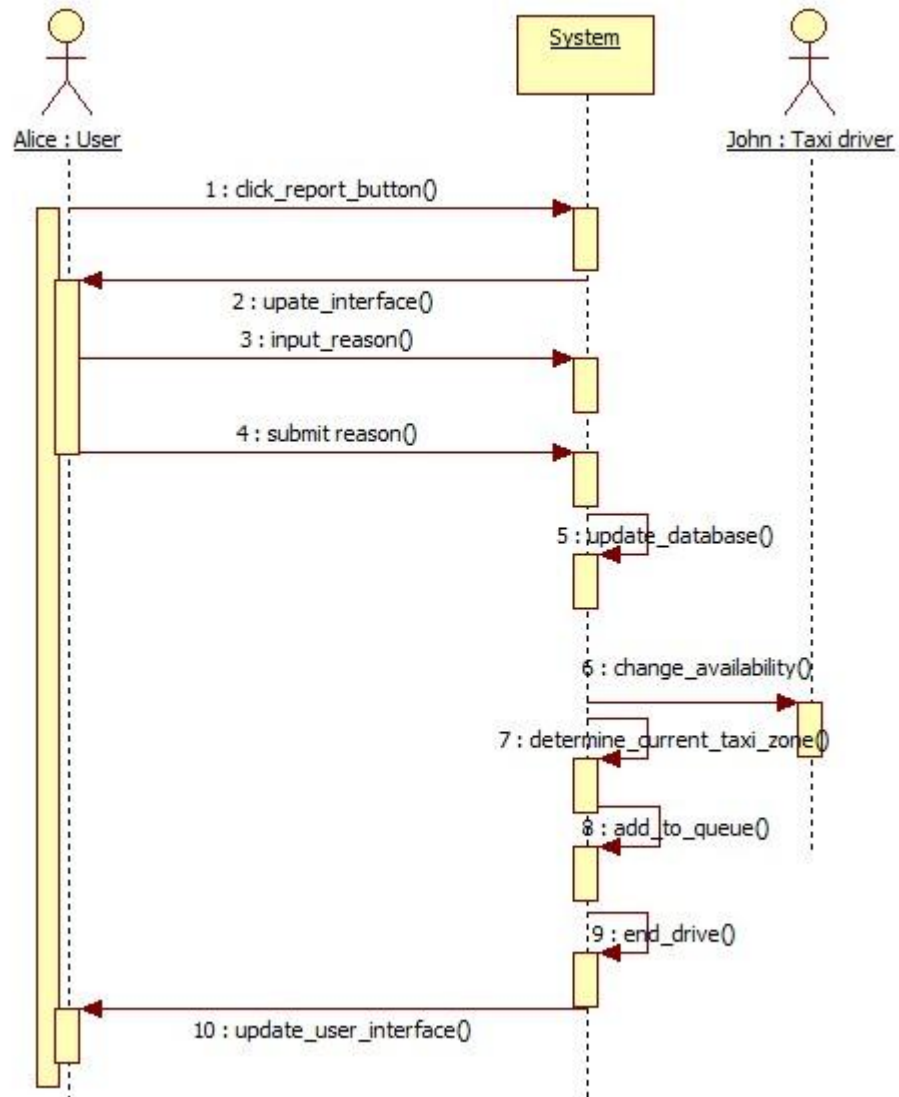 System
Alice : User
John : Taxi driver
1 : click_report_button()
2 : upate_interface()
3 : input_reason()
4 : submit reason()
5 : update_database()
6 : change_availability()
7 : determine_current_taxi_zone()
8 : add_to_queue()
9 : end_drive()
10 : update_user_interface()